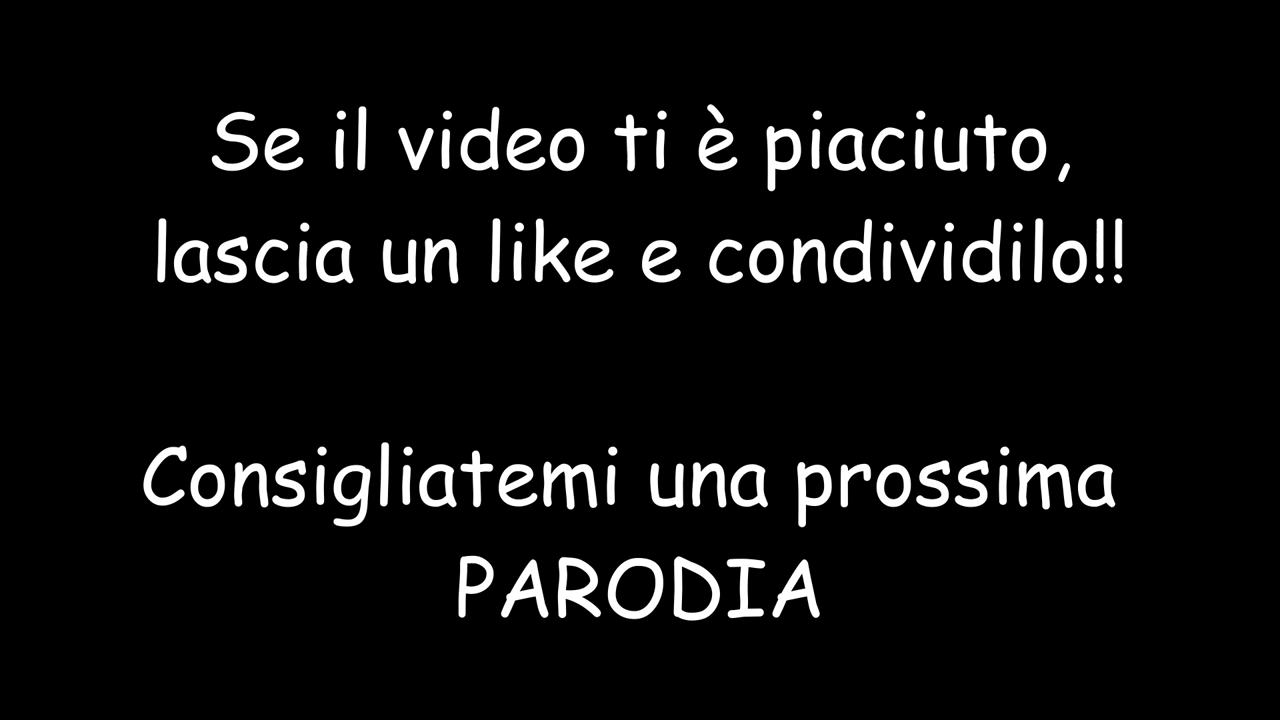 Se il video ti è piaciuto,
lascia un like e condividilo!!
Consigliatemi una prossima
PARODIA